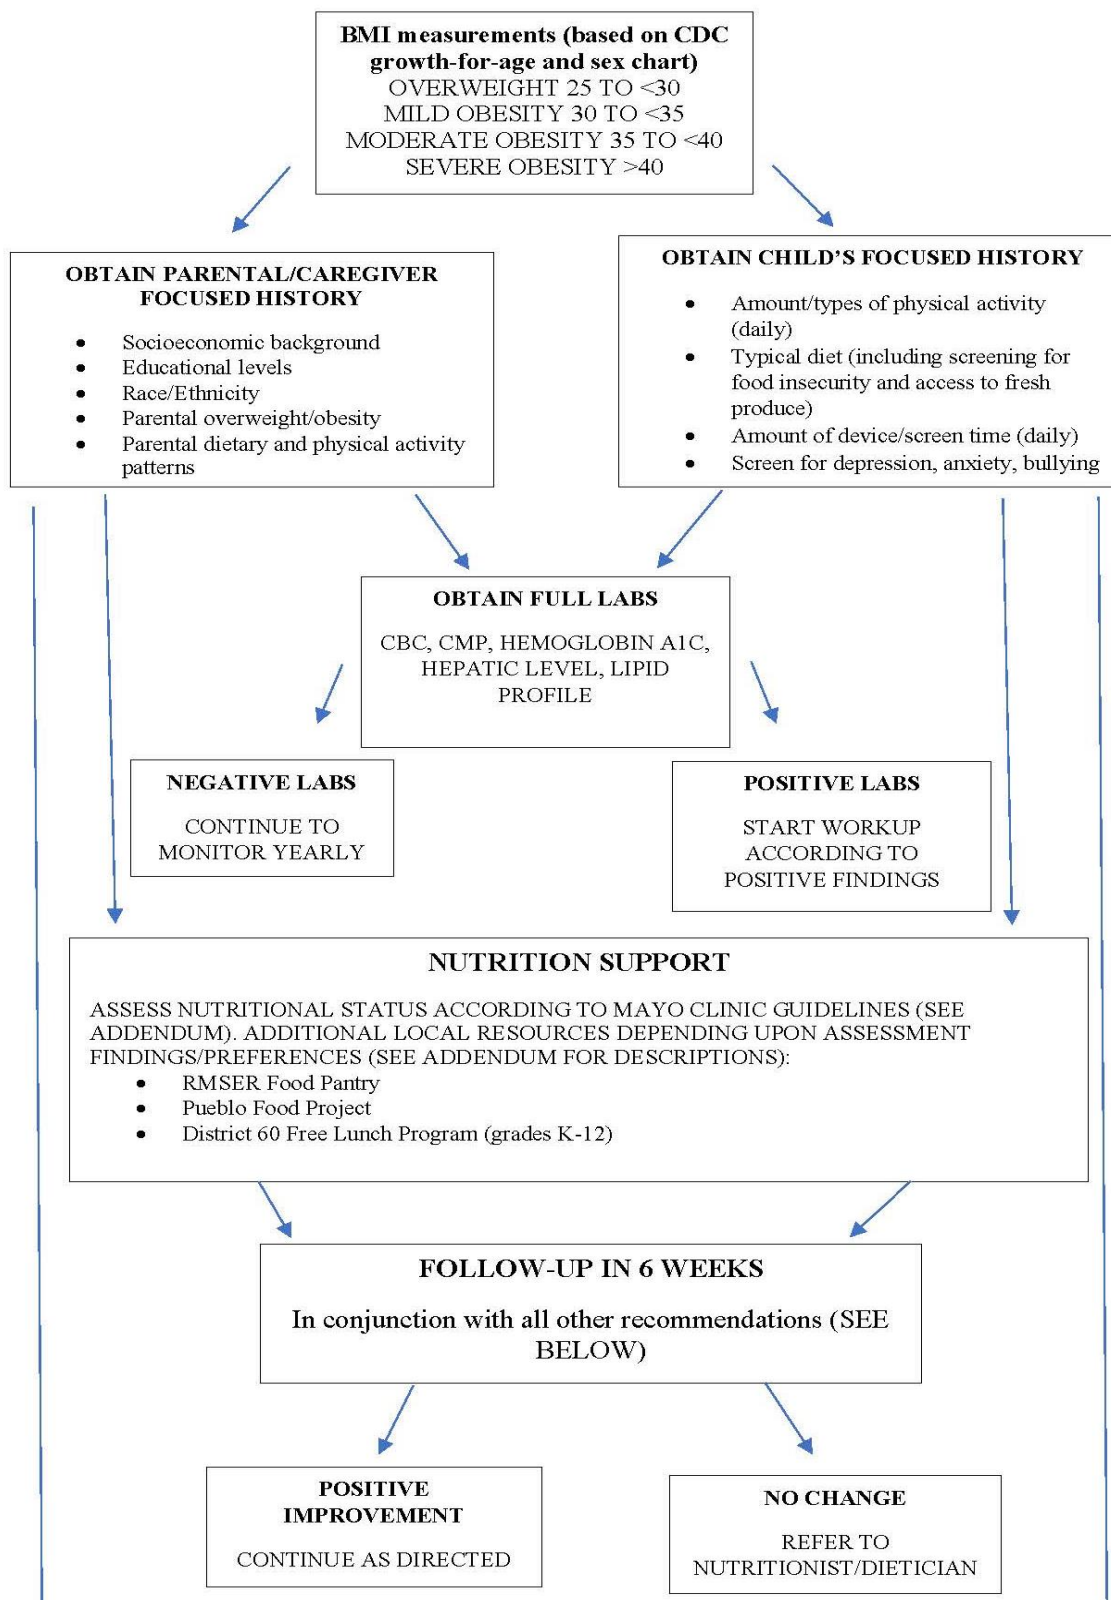 BMI measurements (based on CDC
growth-for-age and sex chart)
OVERWEIGHT 25 TO <30
MILD OBESITY 30 TO <35
MODERATE OBESITY 35 TO <40
SEVERE OBESITY >40
OBTAIN PARENTAL/CAREGIVER
FOCUSED HISTORY
• Socioeconomic background
• Educational levels
• Race/Ethnicity
• Parental overweight/obesity
• Parental dietary and physical activity
patterns
OBTAIN CHILD’S FOCUSED HISTORY
• Amount/types of physical activity
(daily)
• Typical diet (including screening for
food insecurity and access to fresh
produce)
• Amount of device/screen time (daily)
• Screen for depression, anxiety, bullying
OBTAIN FULL LABS
CBC, CMP, HEMOGLOBIN A1C,
HEPATIC LEVEL, LIPID
PROFILE
NEGATIVE LABS
CONTINUE TO
MONITOR YEARLY
POSITIVE LABS
START WORKUP
ACCORDING TO
POSITIVE FINDINGS
NUTRITION SUPPORT
ASSESS NUTRITIONAL STATUS ACCORDING TO MAYO CLINIC GUIDELINES (SEE
ADDENDUM). ADDITIONAL LOCAL RESOURCES DEPENDING UPON ASSESSMENT
FINDINGS/PREFERENCES (SEE ADDENDUM FOR DESCRIPTIONS):
• RMSER Food Pantry
• Pueblo Food Project
• District 60 Free Lunch Program (grades K-12)
FOLLOW-UP IN 6 WEEKS
In conjunction with all other recommendations (SEE
BELOW)
POSITIVE
IMPROVEMENT
CONTINUE AS DIRECTED
NO CHANGE
REFER TO
NUTRITIONIST/DIETICIAN